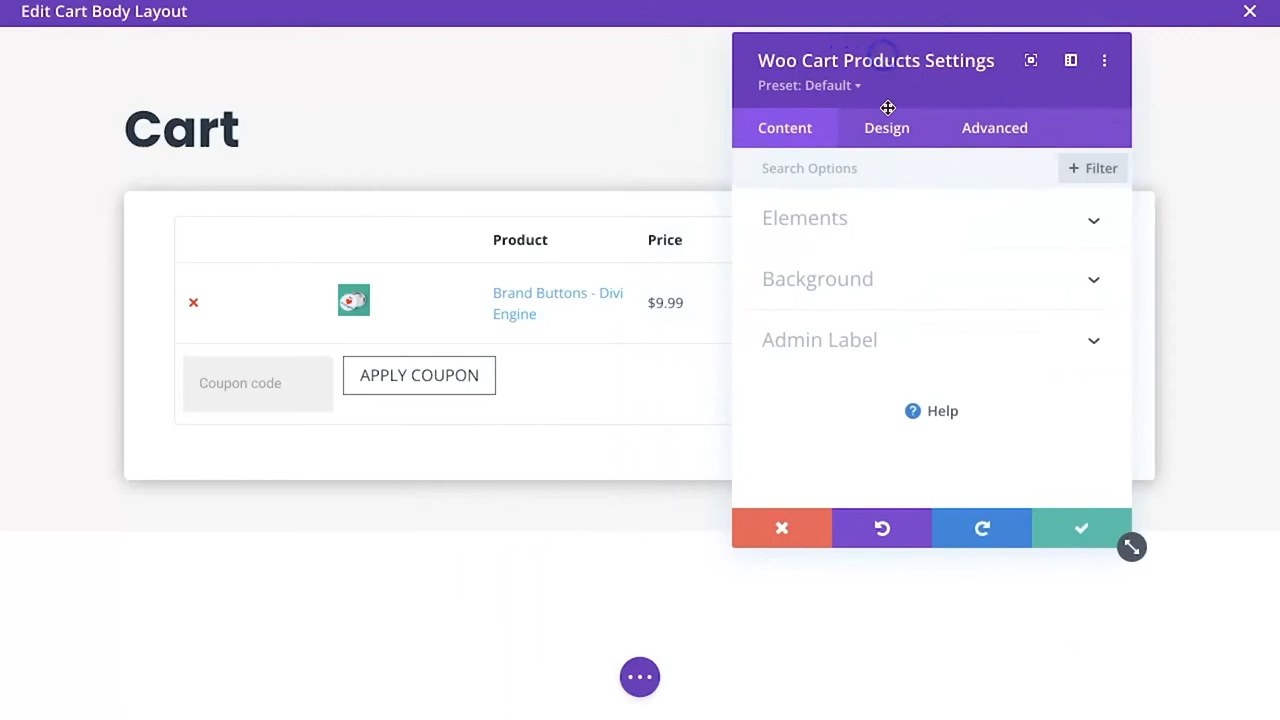 Edit Cart Body Layout
Woo Cart Products Settings
Preset: Default
Content
Design
Advanced
Search Options
+ Filter
Elements
Background
Admin Label
Help
Cart
Product
Price
Brand Buttons - Divi
Engine
$9.99
Coupon code
APPLY COUPON